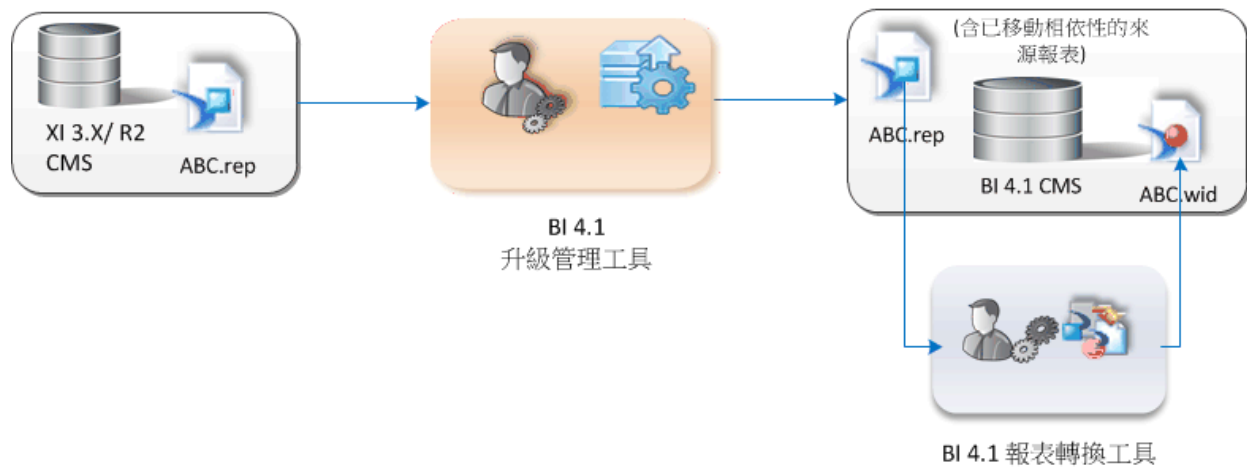 XI 3.X/ R2
CMS
ABC.rep
BI 4.1
升級管理工具
(含已移動相依性的來
源報表)
ABC.rep
BI 4.1 CMS
ABC.wid
BI 4.1 報表轉換工具